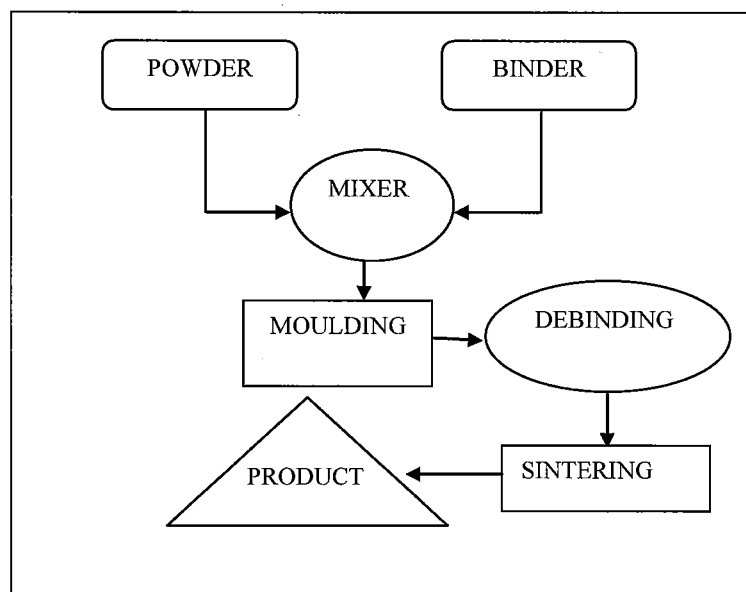 POWDER
BINDER
MIXER
MOULDING
DEBINDING
PRODUCT
SINTERING